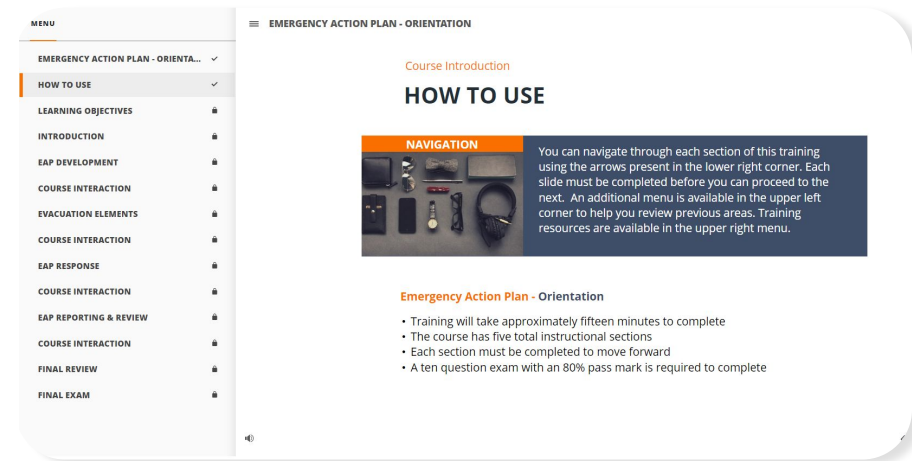 MENU
EMERGENCY ACTION PLAN - ORIENTA...
HOW TO USE
LEARNING OBJECTIVES
INTRODUCTION
EAP DEVELOPMENT
COURSE INTERACTION
EVACUATION ELEMENTS
COURSE INTERACTION
EAP RESPONSE
COURSE INTERACTION
EAP REPORTING & REVIEW
COURSE INTERACTION
FINAL REVIEW
FINAL EXAM
EMERGENCY ACTION PLAN - ORIENTATION
Course Introduction
HOW TO USE
NAVIGATION
You can navigate through each section of this training
using the arrows present in the lower right corner. Each
slide must be completed before you can proceed to the
next. An additional menu is available in the upper left
corner to help you review previous areas. Training
resources are available in the upper right menu.
Emergency Action Plan - Orientation
• Training will take approximately fifteen minutes to complete
• The course has five total instructional sections
• Each section must be completed to move forward
• A ten question exam with an 80% pass mark is required to complete